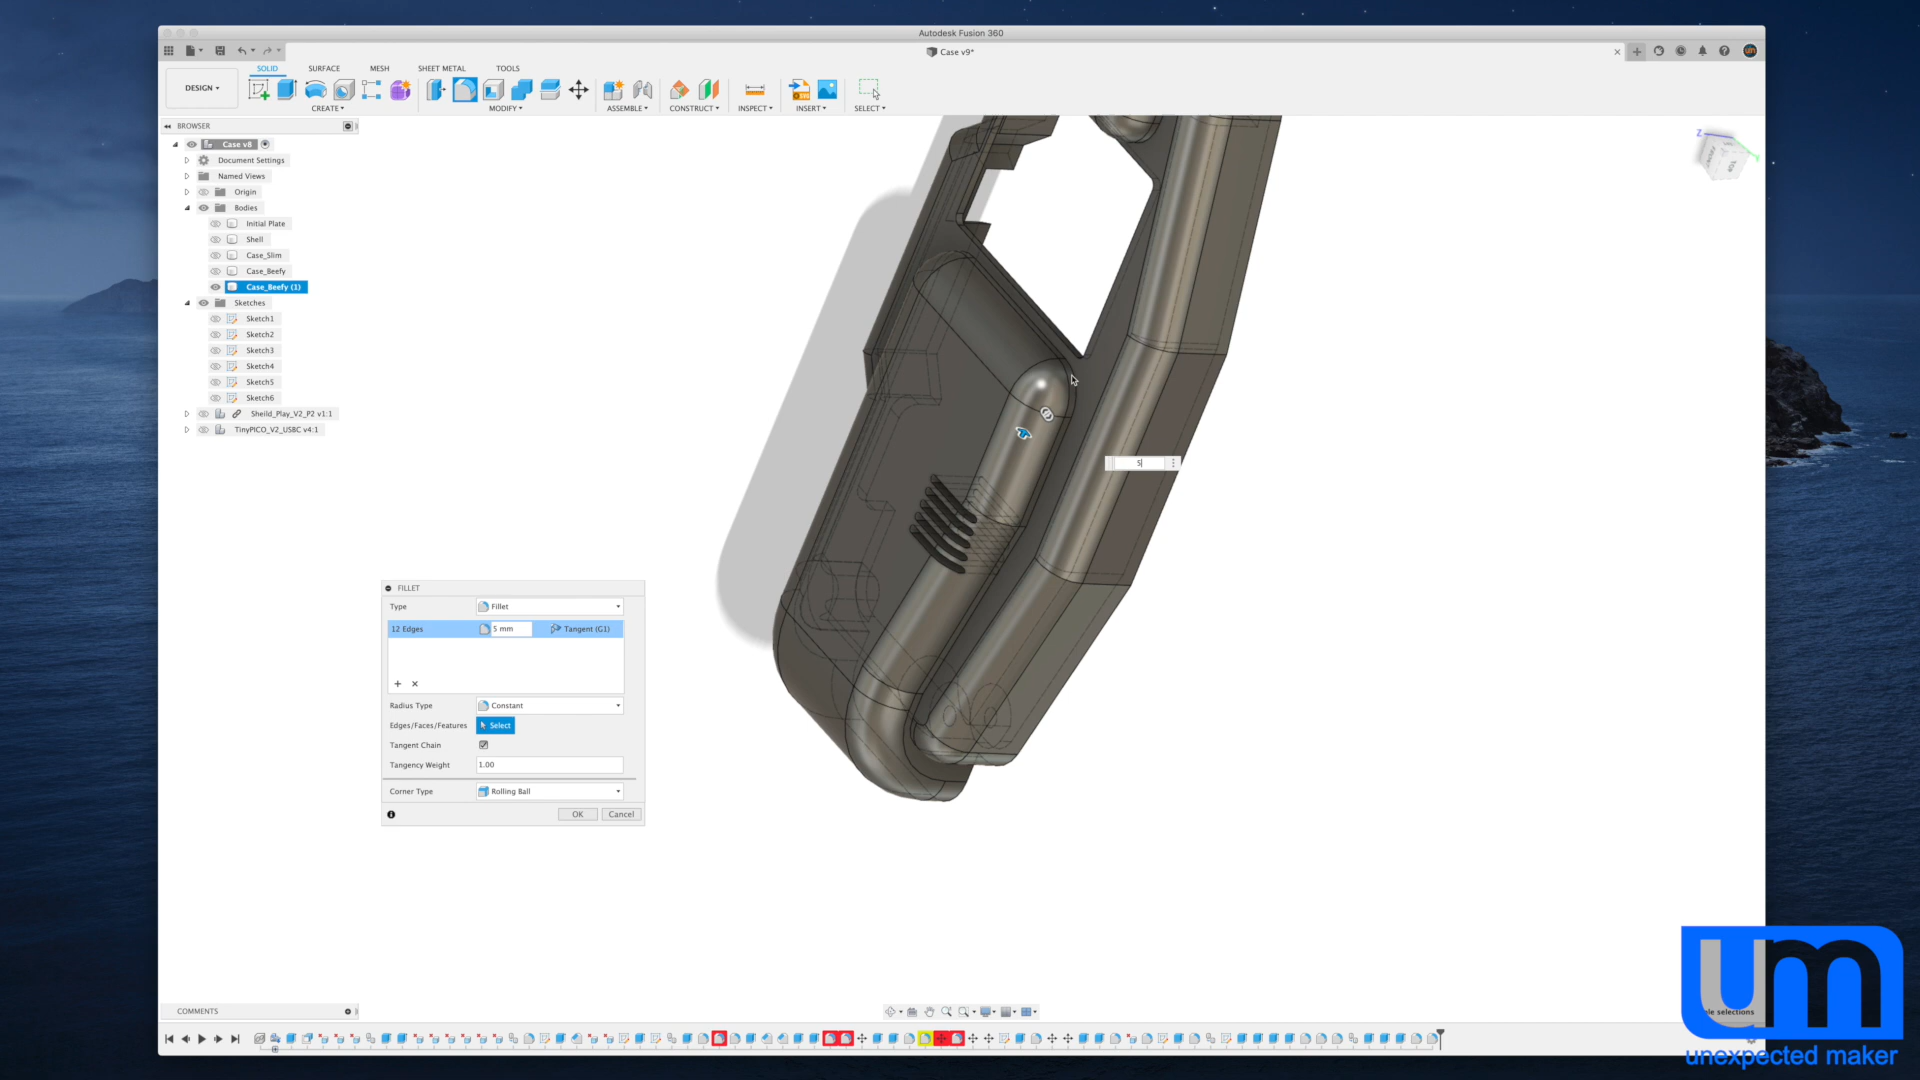 Autodesk Fusion 360
Case v9*
DESIGN
SOLID SURFACE MESH SHEET METAL TOOLS
CREATE MODIFY ASSEMBLE CONSTRUCT INSPECT INSERT SELECT
BROWSER
Case v8
Document Settings
Named Views
Origin
Bodies
Initial Plate
Shell
Case_Slim
Case_Beefy
Case_Beefy (1)
Sketches
Sketch1
Sketch2
Sketch3
Sketch4
Sketch5
Sketch6
Sheild_Play_V2_P2 v1:1
TinyPICO_V2_USBC v4:1
Z
TOP
5
FILLET
Type Fillet
12 Edges 5 mm Tangent (G1)
Radius Type Constant
Edges/Faces/Features Select
Tangent Chain
Tangency Weight 1.00
Corner Type Rolling Ball
OK Cancel
COMMENTS
selections
um
unexpected maker